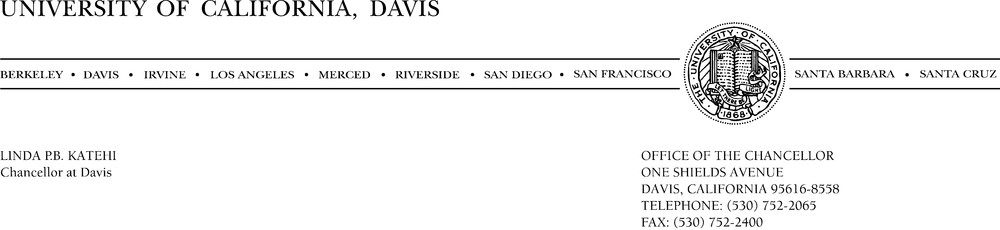 UNIVERSITY OF CALIFORNIA, DAVIS
BERKELEY • DAVIS • IRVINE • LOS ANGELES • MERCED • RIVERSIDE • SAN DIEGO • SAN FRANCISCO
THE · UNIVERSITY · OF · CALIFORNIA ·
LET THERE BE LIGHT
·1868·
SANTA BARBARA • SANTA CRUZ
LINDA P.B. KATEHI
Chancellor at Davis
OFFICE OF THE CHANCELLOR
ONE SHIELDS AVENUE
DAVIS, CALIFORNIA 95616-8558
TELEPHONE: (530) 752-2065
FAX: (530) 752-2400